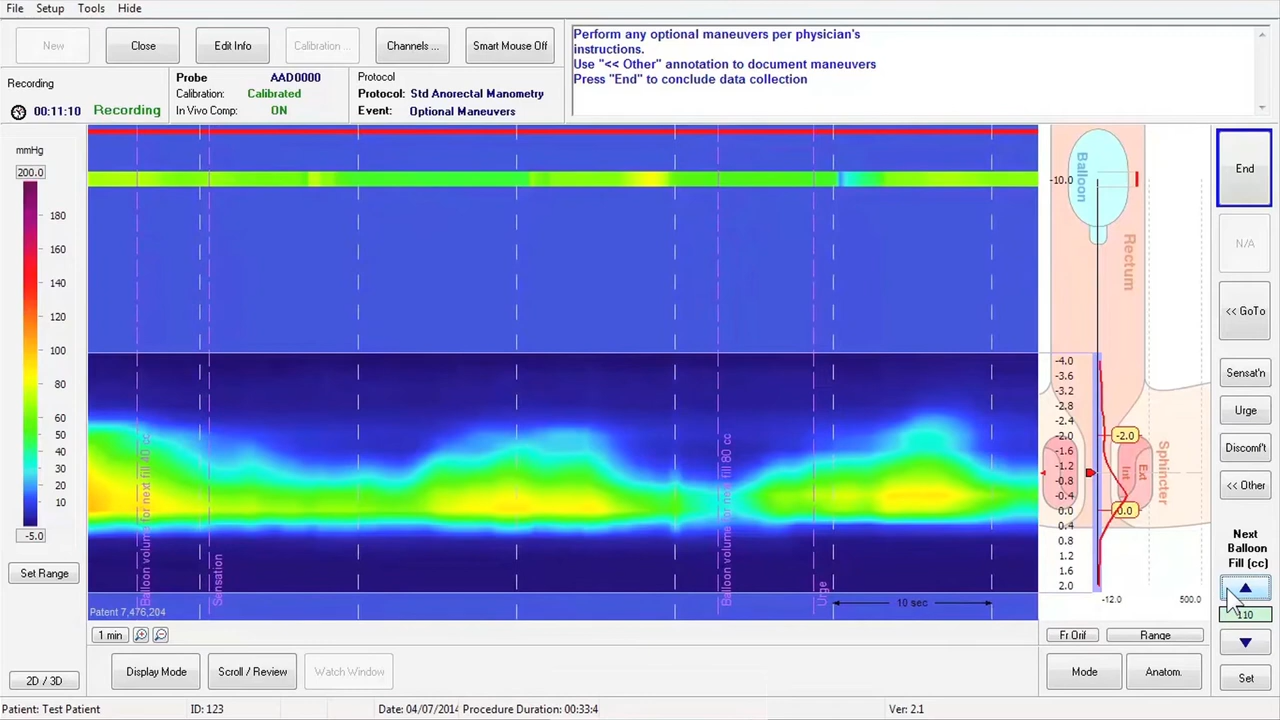 File Setup Tools Hide
New Close Edit Info Calibration ... Channels ... Smart Mouse Off
Perform any optional maneuvers per physician's
instructions.
Use "<< Other" annotation to document maneuvers
Press "End" to conclude data collection
Recording
00:11:10 Recording
Probe AAD0000
Calibration: Calibrated
In Vivo Comp: ON
Protocol
Protocol: Std Anorectal Manometry
Event: Optional Maneuvers
mmHg
200.0
180
160
140
120
100
80
60
50
40
30
20
10
-5.0
Set Range
2D / 3D
Balloon volume for next fill 40 cc
Sensation
Balloon volume for next fill 80 cc
Urge
Patent 7,476,204
10 sec
1 min
Display Mode Scroll / Review Watch Window
Balloon
-10.0
Rectum
-4.0
-3.6
-3.2
-2.8
-2.4
-2.0
-1.6
-1.2
-0.8
-0.4
0.0
0.4
0.8
1.2
1.6
2.0
-2.0
0.0
Int
Ext
Sphincter
-12.0 500.0
Fr Orif Range
Mode Anatom.
End
N/A
<< GoTo
Sensat'n
Urge
Discomf't
<< Other
Next
Balloon
Fill (cc)
110
Set
Patient: Test Patient ID: 123 Date: 04/07/2014 Procedure Duration: 00:33:4 Ver: 2.1